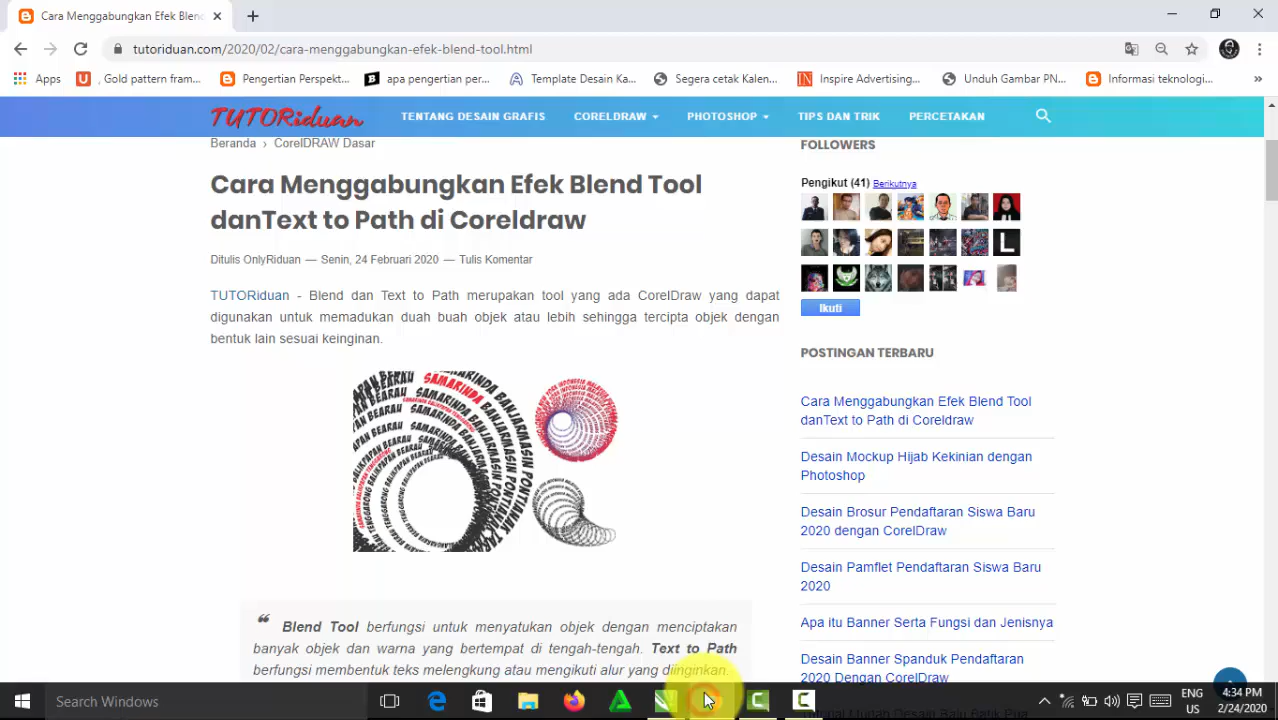 Cara Menggabungkan Efek Blend
tutoriduan.com/2020/02/cara-menggabungkan-efek-blend-tool.html
Apps
, Gold pattern fram...
Pengertian Perspekt...
apa pengertian per...
Template Desain Ka...
Segera cetak Kalen...
Inspire Advertising...
Unduh Gambar PN...
Informasi teknologi...
TUTORiduan
TENTANG DESAIN GRAFIS
CORELDRAW
PHOTOSHOP
TIPS DAN TRIK
PERCETAKAN
Beranda › CorelDRAW Dasar
Cara Menggabungkan Efek Blend Tool
danText to Path di Coreldraw
Ditulis OnlyRiduan — Senin, 24 Februari 2020 — Tulis Komentar
TUTORiduan - Blend dan Text to Path merupakan tool yang ada CorelDraw yang dapat
digunakan untuk memadukan duah buah objek atau lebih sehingga tercipta objek dengan
bentuk lain sesuai keinginan.
SAMARINDA BANJARMASIN
“ Blend Tool berfungsi untuk menyatukan objek dengan menciptakan
banyak objek dan warna yang bertempat di tengah-tengah. Text to Path
berfungsi membentuk teks melengkung atau mengikuti alur yang diinginkan.
FOLLOWERS
Pengikut (41) Berikutnya
L
Ikuti
POSTINGAN TERBARU
Cara Menggabungkan Efek Blend Tool
danText to Path di Coreldraw
Desain Mockup Hijab Kekinian dengan
Photoshop
Desain Brosur Pendaftaran Siswa Baru
2020 dengan CorelDraw
Desain Pamflet Pendaftaran Siswa Baru
2020
Apa itu Banner Serta Fungsi dan Jenisnya
Desain Banner Spanduk Pendaftaran
2020 Dengan CorelDraw
Search Windows
ENG
US
4:34 PM
2/24/2020